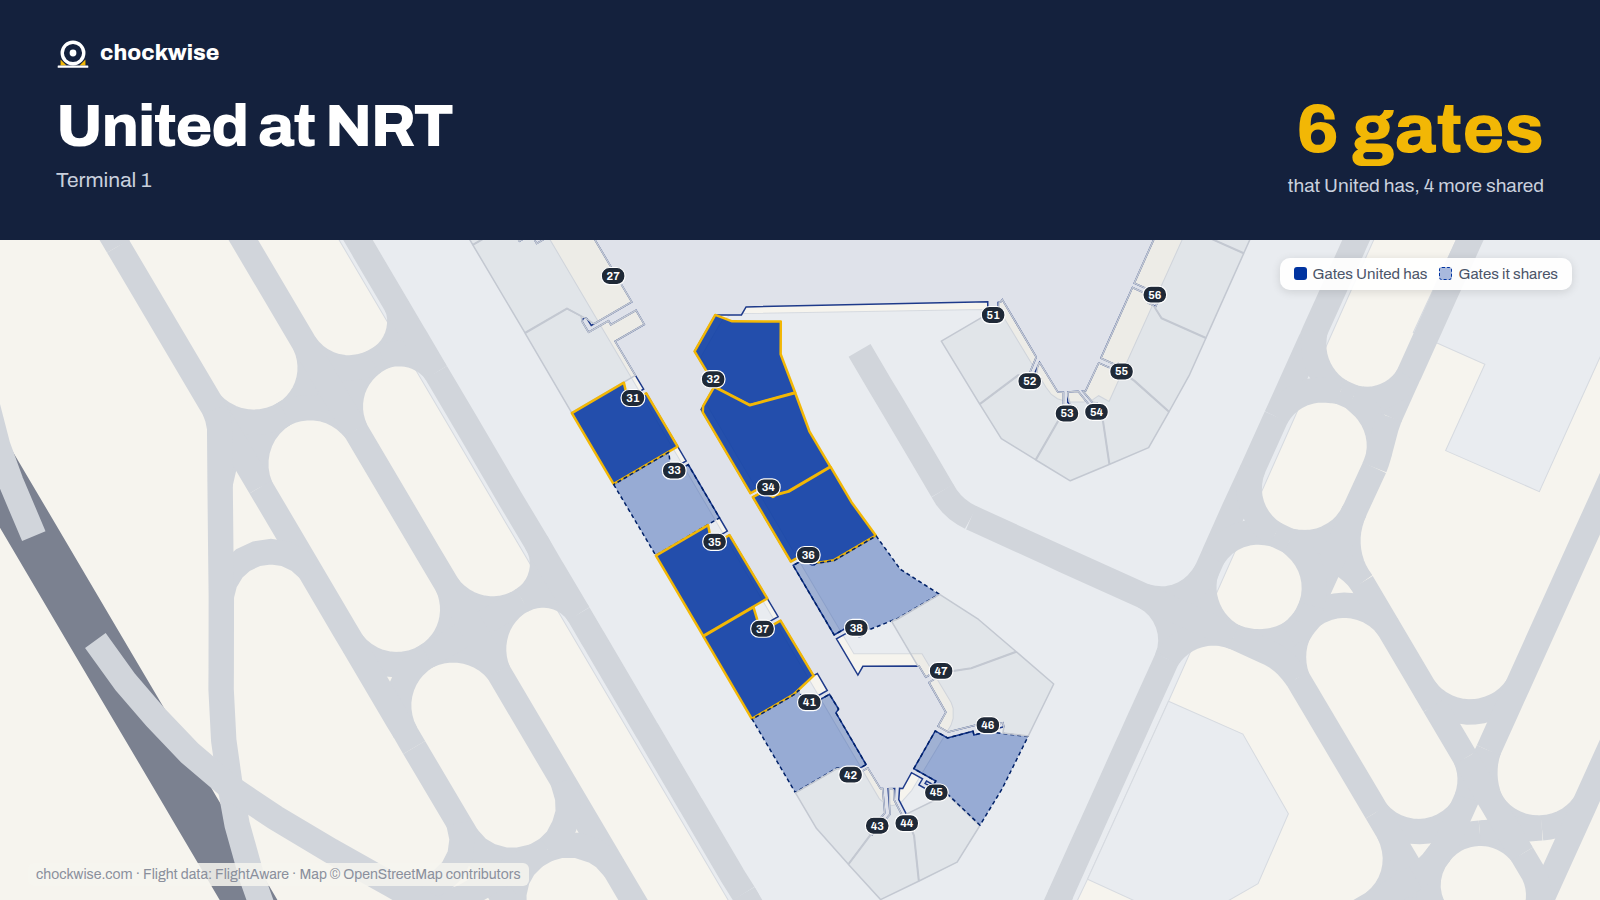 chockwise
United at NRT
Terminal 1
6 gates
that United has, 4 more shared
Gates United has
Gates it shares
27
56
51
55
52
32
31
53
54
33
34
35
36
37
38
47
41
46
42
45
43
44
chockwise.com · Flight data: FlightAware · Map © OpenStreetMap contributors